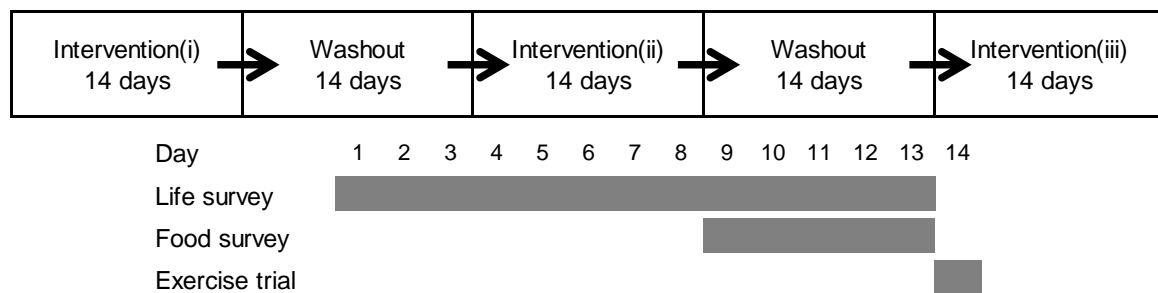 Intervention(i) Washout Intervention(ii) Washout Intervention(iii)
14 days 14 days 14 days 14 days 14 days
Day 1 2 3 4 5 6 7 8 9 10 11 12 13 14
Life survey
Food survey
Exercise trial